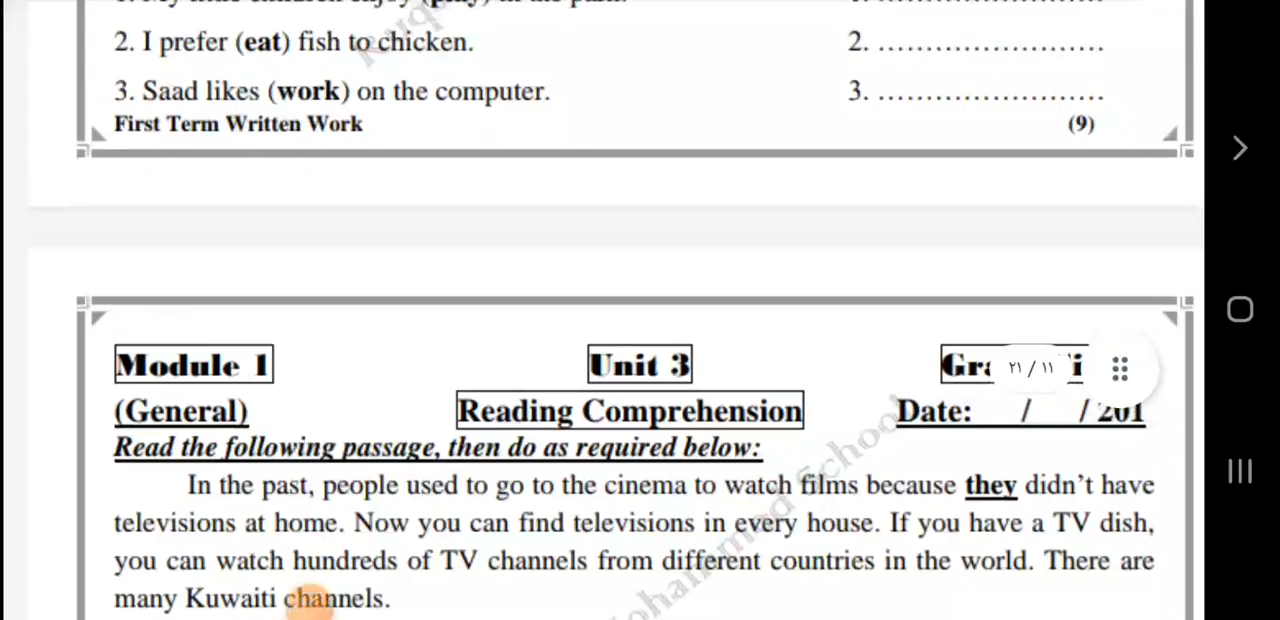 2. I prefer (eat) fish to chicken.
2. ........................
3. Saad likes (work) on the computer.
3. ........................
First Term Written Work
(9)
Module 1
Unit 3
٢١ / ١١
(General)
Reading Comprehension
Date: / / 201
Read the following passage, then do as required below:
In the past, people used to go to the cinema to watch films because they didn't have
televisions at home. Now you can find televisions in every house. If you have a TV dish,
you can watch hundreds of TV channels from different countries in the world. There are
many Kuwaiti channels.
School